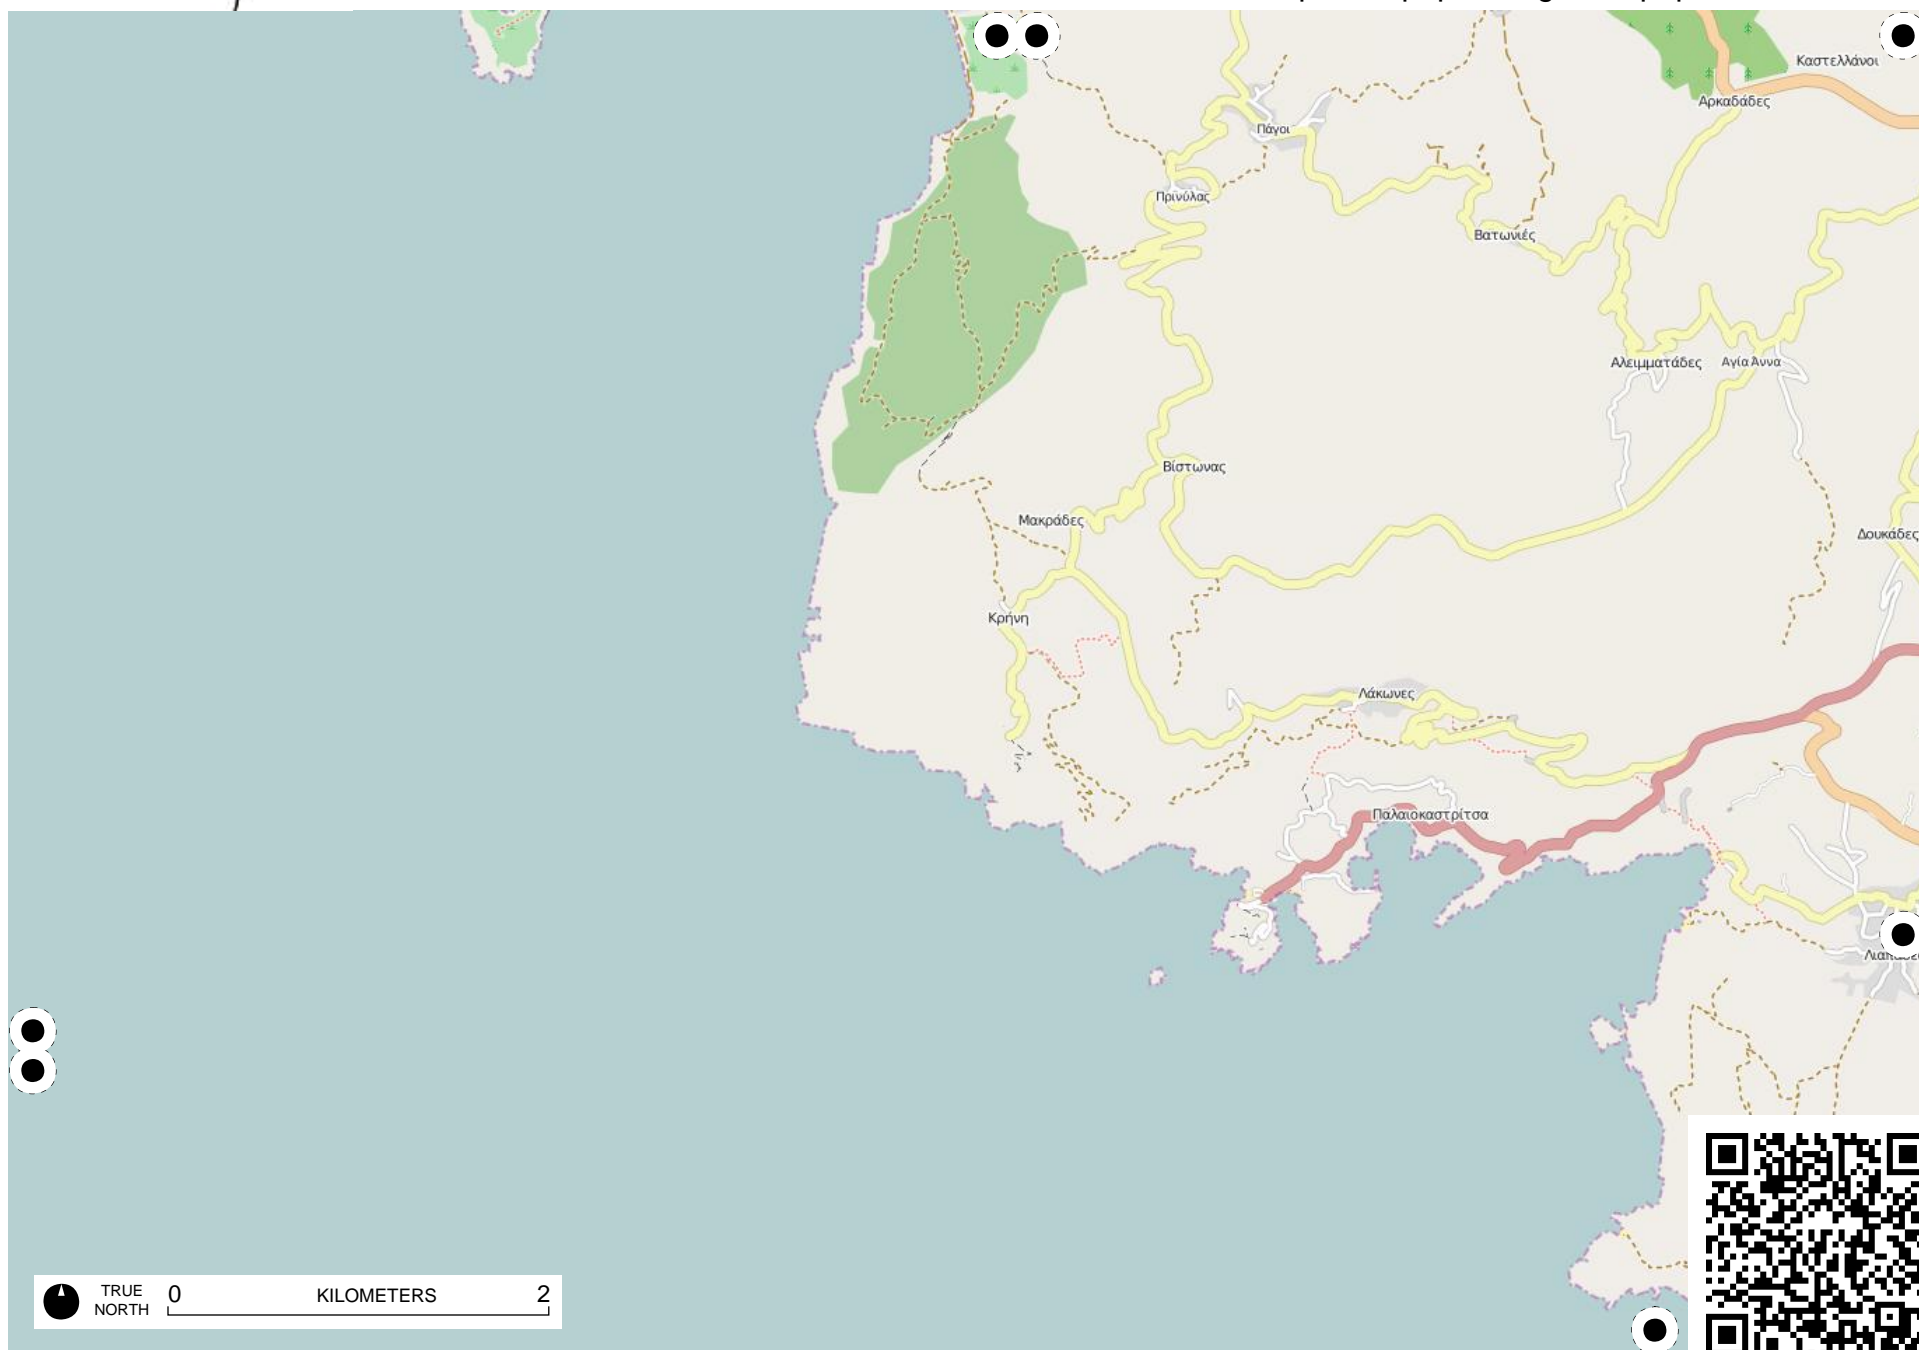 Καστελλάνοι
Αρκαδάδες
Πάγοι
Πρινύλας
Βατωνιές
Αλειμματάδες
Αγία Άννα
Βίστωνας
Μακράδες
Δουκάδες
Κρήνη
Λάκωνες
Παλαιοκαστρίτσα
TRUE NORTH
0 KILOMETERS 2